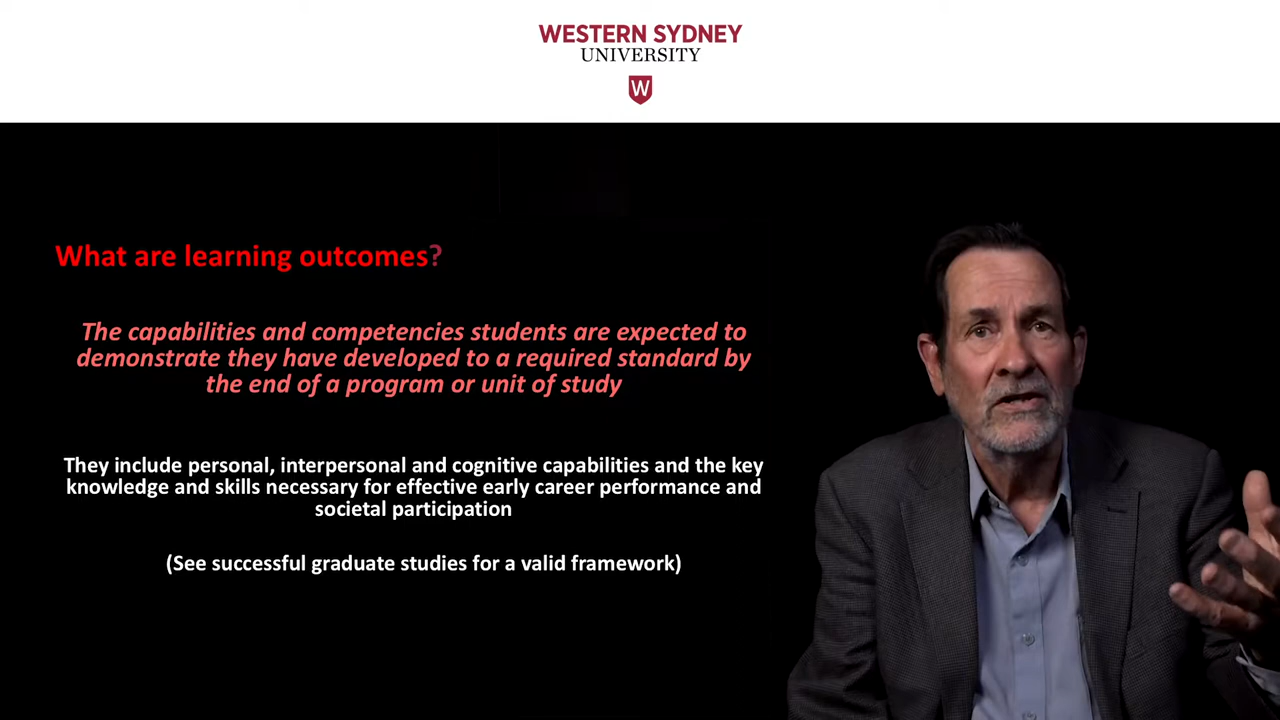 WESTERN SYDNEY
UNIVERSITY
W
What are learning outcomes?
The capabilities and competencies students are expected to
demonstrate they have developed to a required standard by
the end of a program or unit of study
They include personal, interpersonal and cognitive capabilities and the key
knowledge and skills necessary for effective early career performance and
societal participation
(See successful graduate studies for a valid framework)